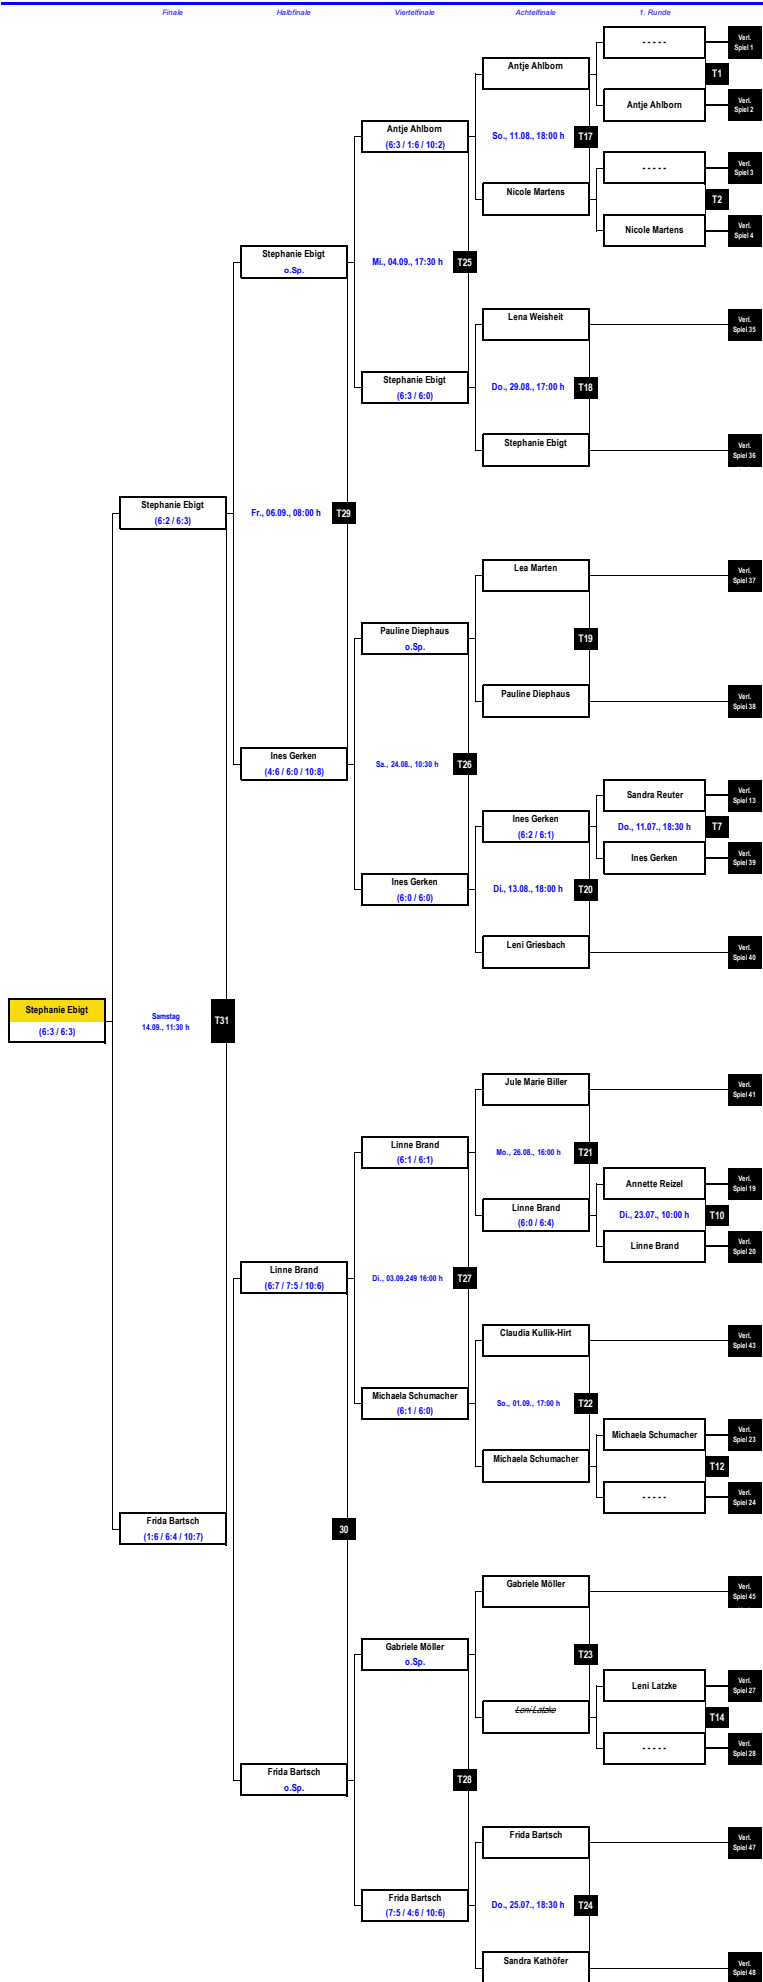 Finale Halbfinale Viertelfinale Achtelfinale 1. Runde
- - - - -
Verl.
Spiel 1
Antje Ahlborn
T1
Antje Ahlborn
Verl.
Spiel 2
Antje Ahlborn
(6:3 / 1:6 / 10:2)
So., 11.08., 18:00 h
T17
- - - - -
Verl.
Spiel 3
Nicole Martens
T2
Nicole Martens
Verl.
Spiel 4
Stephanie Ebigt
o.Sp.
Mi., 04.09., 17:30 h
T25
Lena Weisheit
Verl.
Spiel 35
Stephanie Ebigt
(6:3 / 6:0)
Do., 29.08., 17:00 h
T18
Stephanie Ebigt
Verl.
Spiel 36
Stephanie Ebigt
(6:2 / 6:3)
Fr., 06.09., 08:00 h
T29
Lea Marten
Verl.
Spiel 37
Pauline Diephaus
o.Sp.
T19
Pauline Diephaus
Verl.
Spiel 38
Ines Gerken
(4:6 / 6:0 / 10:8)
Sa., 24.08., 10:30 h
T26
Sandra Reuter
Verl.
Spiel 13
Ines Gerken
(6:2 / 6:1)
Do., 11.07., 18:30 h
T7
Ines Gerken
Verl.
Spiel 39
Ines Gerken
(6:0 / 6:0)
Di., 13.08., 18:00 h
T20
Leni Griesbach
Verl.
Spiel 40
Stephanie Ebigt
(6:3 / 6:3)
Samstag
14.09., 11:30 h
T31
Jule Marie Biller
Verl.
Spiel 41
Linne Brand
(6:1 / 6:1)
Mo., 26.08., 16:00 h
T21
Annette Reizel
Verl.
Spiel 19
Linne Brand
(6:0 / 6:4)
Di., 23.07., 10:00 h
T10
Linne Brand
Verl.
Spiel 20
Linne Brand
(6:7 / 7:5 / 10:6)
Di., 03.09.249 16:00 h
T27
Claudia Kullik-Hirt
Verl.
Spiel 43
Michaela Schumacher
(6:1 / 6:0)
So., 01.09., 17:00 h
T22
Michaela Schumacher
Verl.
Spiel 23
Michaela Schumacher
T12
- - - - -
Verl.
Spiel 24
Frida Bartsch
(1:6 / 6:4 / 10:7)
30
Gabriele Möller
Verl.
Spiel 45
Gabriele Möller
o.Sp.
T23
Leni Latzke
Verl.
Spiel 27
Leni Latzke
T14
- - - - -
Verl.
Spiel 28
Frida Bartsch
o.Sp.
T28
Frida Bartsch
Verl.
Spiel 47
Frida Bartsch
(7:5 / 4:6 / 10:6)
Do., 25.07., 18:30 h
T24
Sandra Kathöfer
Verl.
Spiel 48